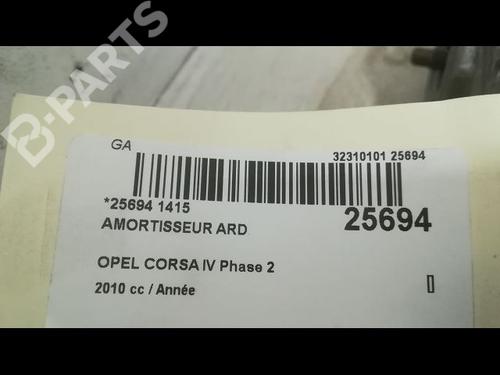 B-PARTS
GA
32310101 25694
*25694 1415
25694
AMORTISSEUR ARD
OPEL CORSA IV Phase 2
2010 cc / Année